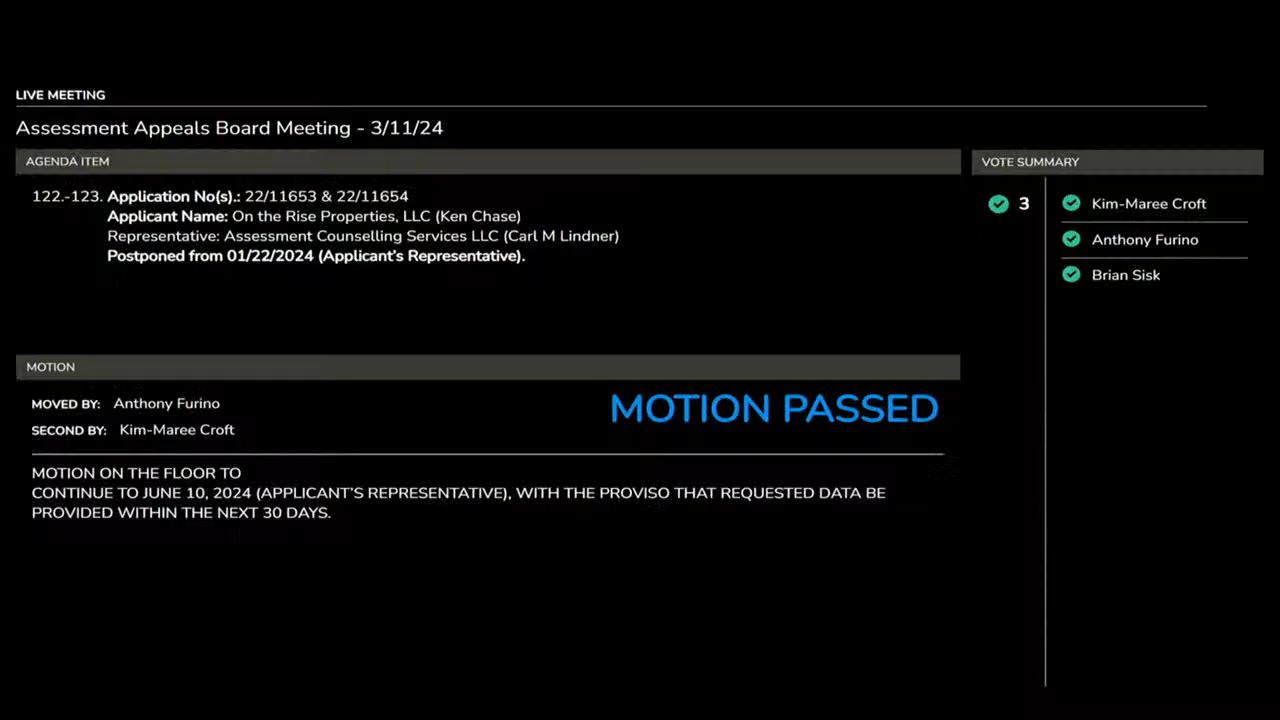 LIVE MEETING
Assessment Appeals Board Meeting - 3/11/24
AGENDA ITEM
122.-123. Application No(s).: 22/11653 & 22/11654
Applicant Name: On the Rise Properties, LLC (Ken Chase)
Representative: Assessment Counselling Services LLC (Carl M Lindner)
Postponed from 01/22/2024 (Applicant's Representative).
VOTE SUMMARY
3
Kim-Maree Croft
Anthony Furino
Brian Sisk
MOTION
MOVED BY: Anthony Furino
SECOND BY: Kim-Maree Croft
MOTION PASSED
MOTION ON THE FLOOR TO
CONTINUE TO JUNE 10, 2024 (APPLICANT'S REPRESENTATIVE), WITH THE PROVISO THAT REQUESTED DATA BE
PROVIDED WITHIN THE NEXT 30 DAYS.